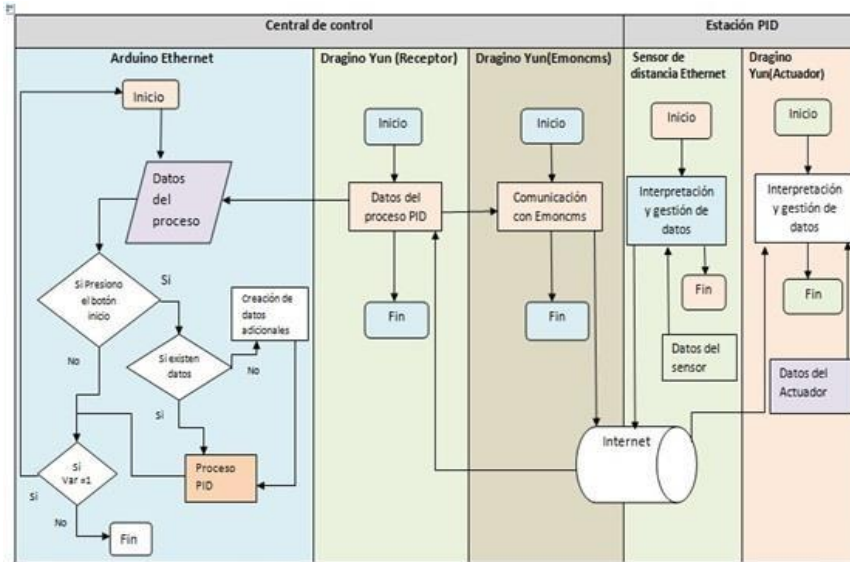 Central de control
Estación PID
Arduino Ethernet
Dragino Yun (Receptor)
Dragino Yun(Emoncms)
Sensor de
distancia Ethernet
Dragino
Yun(Actuador)
Inicio
Datos
del
proceso
Si Presiono
el botón
inicio
Si
No
Creación de
datos
adicionales
Si existen
datos
No
Si
Si
Var =1
Si
No
Proceso
PID
Fin
Inicio
Datos del
proceso PID
Fin
Inicio
Comunicación
con Emoncms
Fin
Internet
Inicio
Interpretación
y gestión de
datos
Fin
Datos del
sensor
Inicio
Interpretación
y gestión de
datos
Fin
Datos del
Actuador